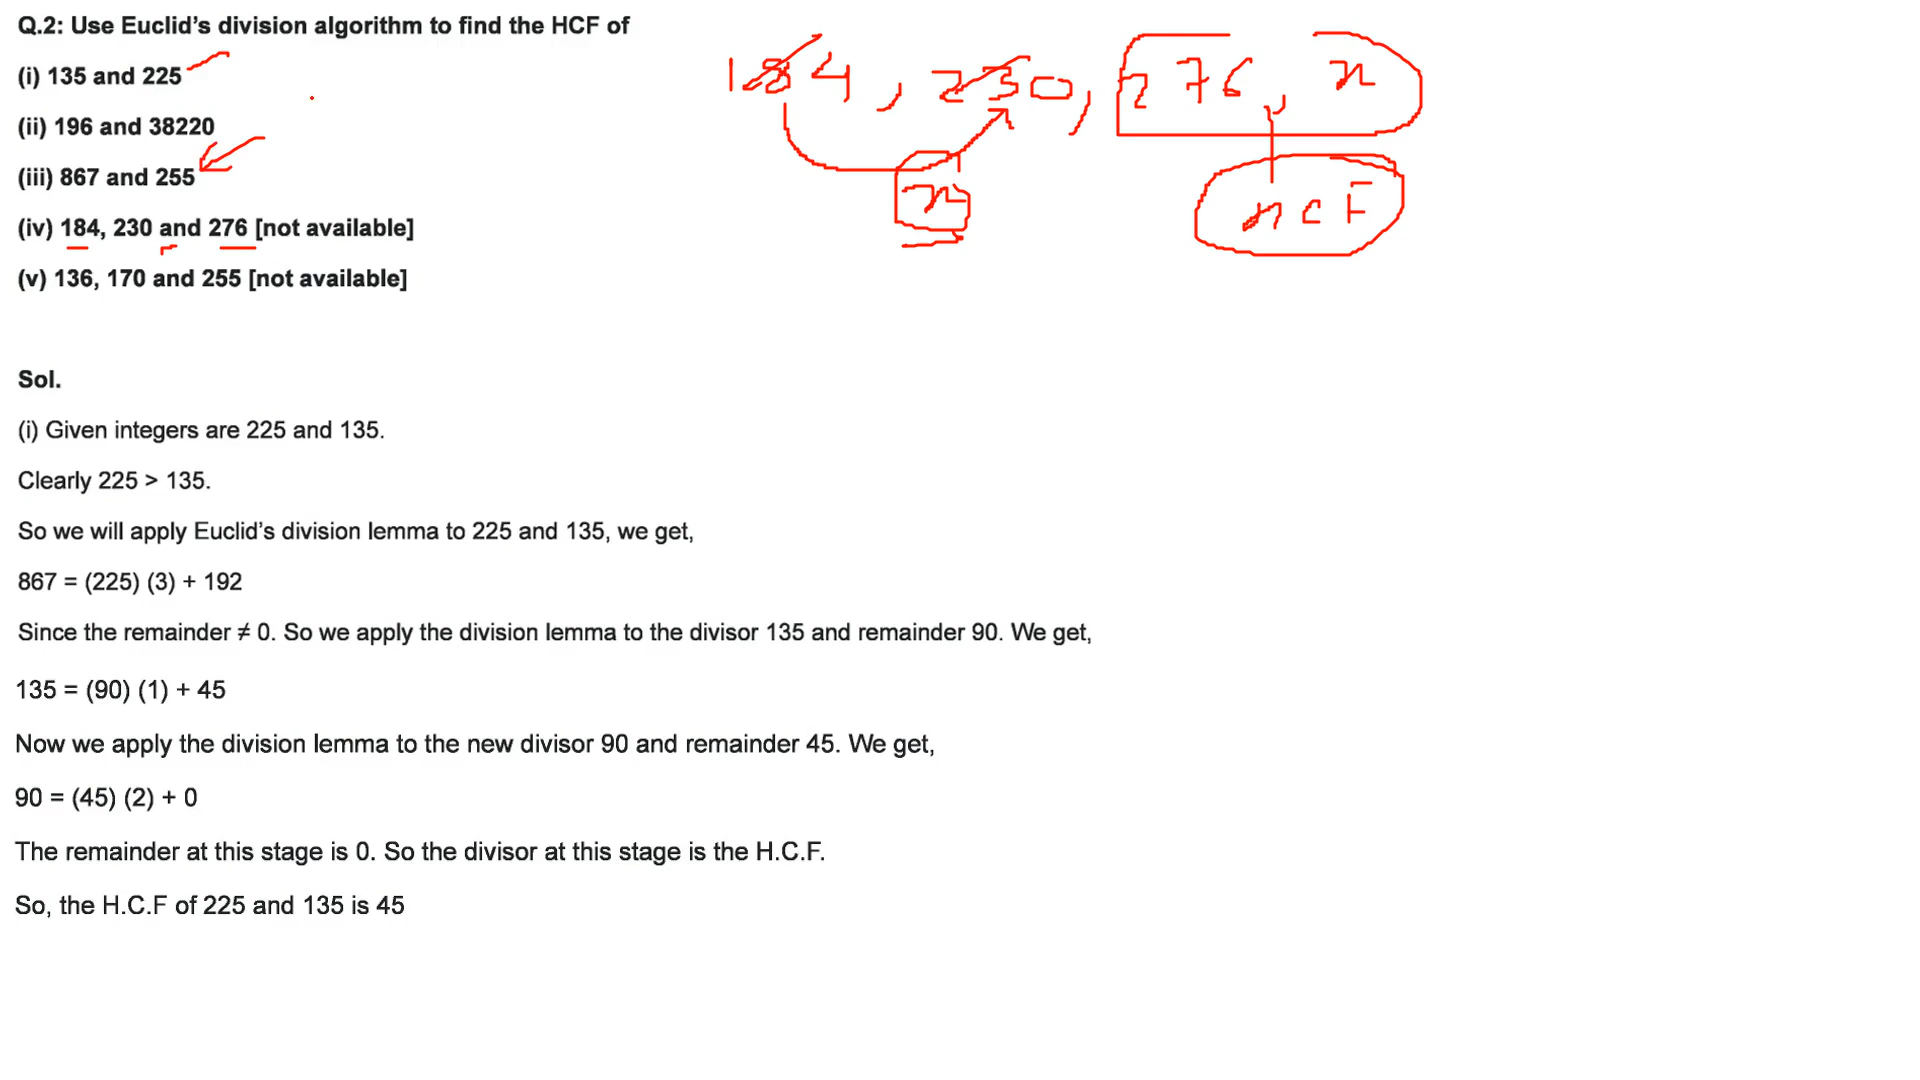 Q.2: Use Euclid's division algorithm to find the HCF of
(i) 135 and 225
(ii) 196 and 38220
(iii) 867 and 255
(iv) 184, 230 and 276 [not available]
(v) 136, 170 and 255 [not available]
184, 230, 276, x
x
HCF
Sol.
(i) Given integers are 225 and 135.
Clearly 225 > 135.
So we will apply Euclid's division lemma to 225 and 135, we get,
867 = (225) (3) + 192
Since the remainder ≠ 0. So we apply the division lemma to the divisor 135 and remainder 90. We get,
135 = (90) (1) + 45
Now we apply the division lemma to the new divisor 90 and remainder 45. We get,
90 = (45) (2) + 0
The remainder at this stage is 0. So the divisor at this stage is the H.C.F.
So, the H.C.F of 225 and 135 is 45